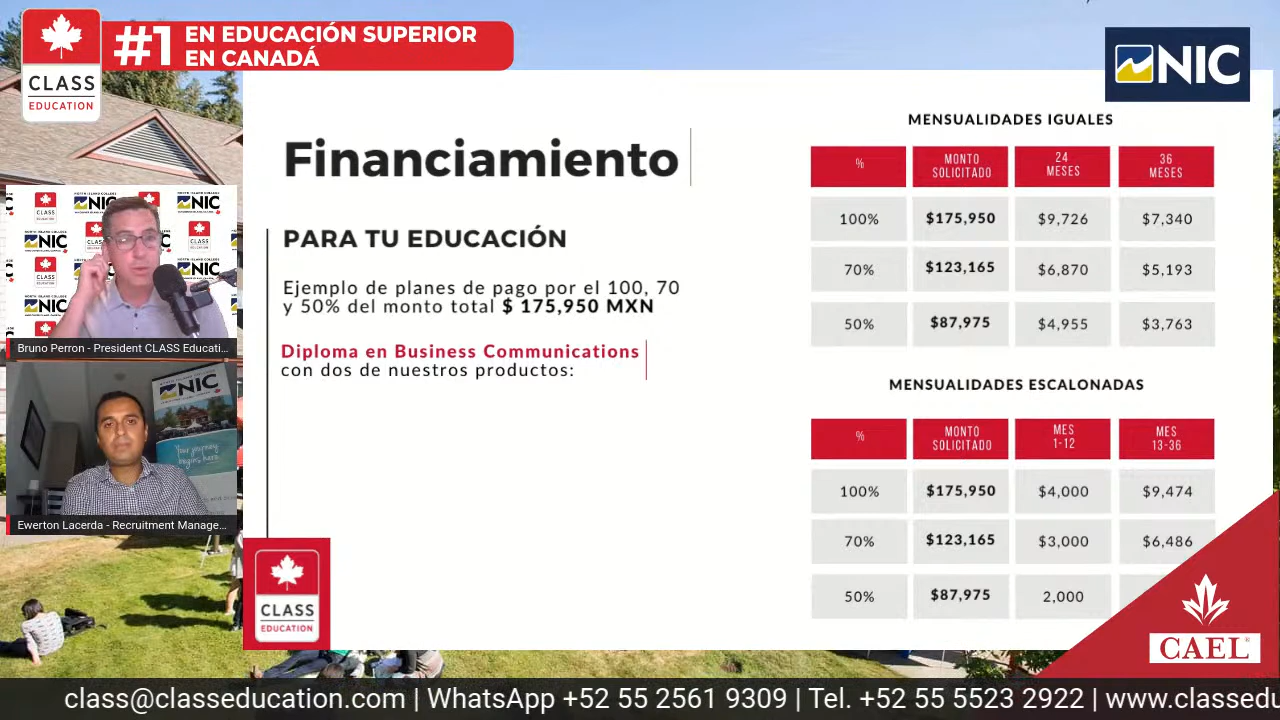 #1 EN EDUCACIÓN SUPERIOR
EN CANADÁ
CLASS
EDUCATION
NIC
Financiamiento
PARA TU EDUCACIÓN
Ejemplo de planes de pago por el 100, 70
y 50% del monto total $ 175,950 MXN
Diploma en Business Communications
con dos de nuestros productos:
MENSUALIDADES IGUALES
% MONTO SOLICITADO 24 MESES 36 MESES
100% $175,950 $9,726 $7,340
70% $123,165 $6,870 $5,193
50% $87,975 $4,955 $3,763
MENSUALIDADES ESCALONADAS
% MONTO SOLICITADO MES 1-12 MES 13-36
100% $175,950 $4,000 $9,474
70% $123,165 $3,000 $6,486
50% $87,975 2,000
Bruno Perron - President CLASS Educati...
NIC
Your journey
begins here
Ewerton Lacerda - Recruitment Manage...
CLASS
EDUCATION
CAEL
class@classeducation.com | WhatsApp +52 55 2561 9309 | Tel. +52 55 5523 2922 | www.classedu